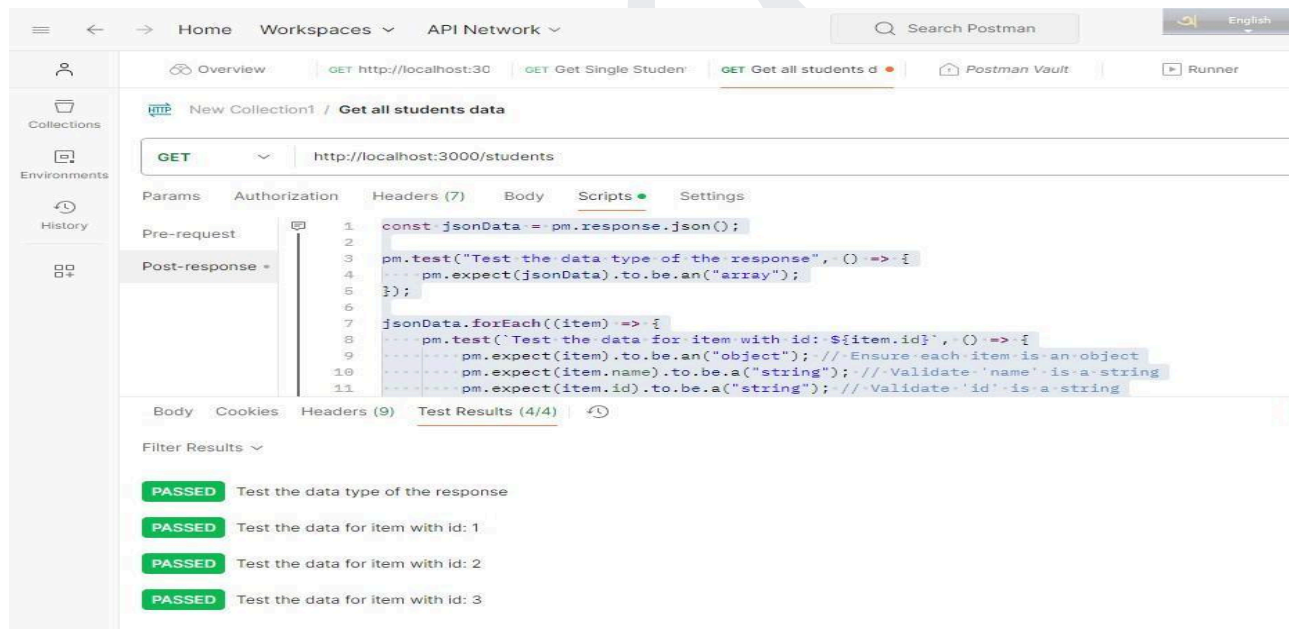 Home Workspaces API Network Search Postman অ English
Overview GET http://localhost:30 GET Get Single Studen GET Get all students d Postman Vault Runner
Collections
Environments
History
HTTP New Collection1 / Get all students data
GET http://localhost:3000/students
Params Authorization Headers (7) Body Scripts Settings
Pre-request
Post-response
1 const jsonData = pm.response.json();
2
3 pm.test("Test the data type of the response", () => {
4 pm.expect(jsonData).to.be.an("array");
5 });
6
7 jsonData.forEach((item) => {
8 pm.test(`Test the data for item with id: ${item.id}`, () => {
9 pm.expect(item).to.be.an("object"); // Ensure each item is an object
10 pm.expect(item.name).to.be.a("string"); // Validate 'name' is a string
11 pm.expect(item.id).to.be.a("string"); // Validate 'id' is a string
Body Cookies Headers (9) Test Results (4/4)
Filter Results
PASSED Test the data type of the response
PASSED Test the data for item with id: 1
PASSED Test the data for item with id: 2
PASSED Test the data for item with id: 3